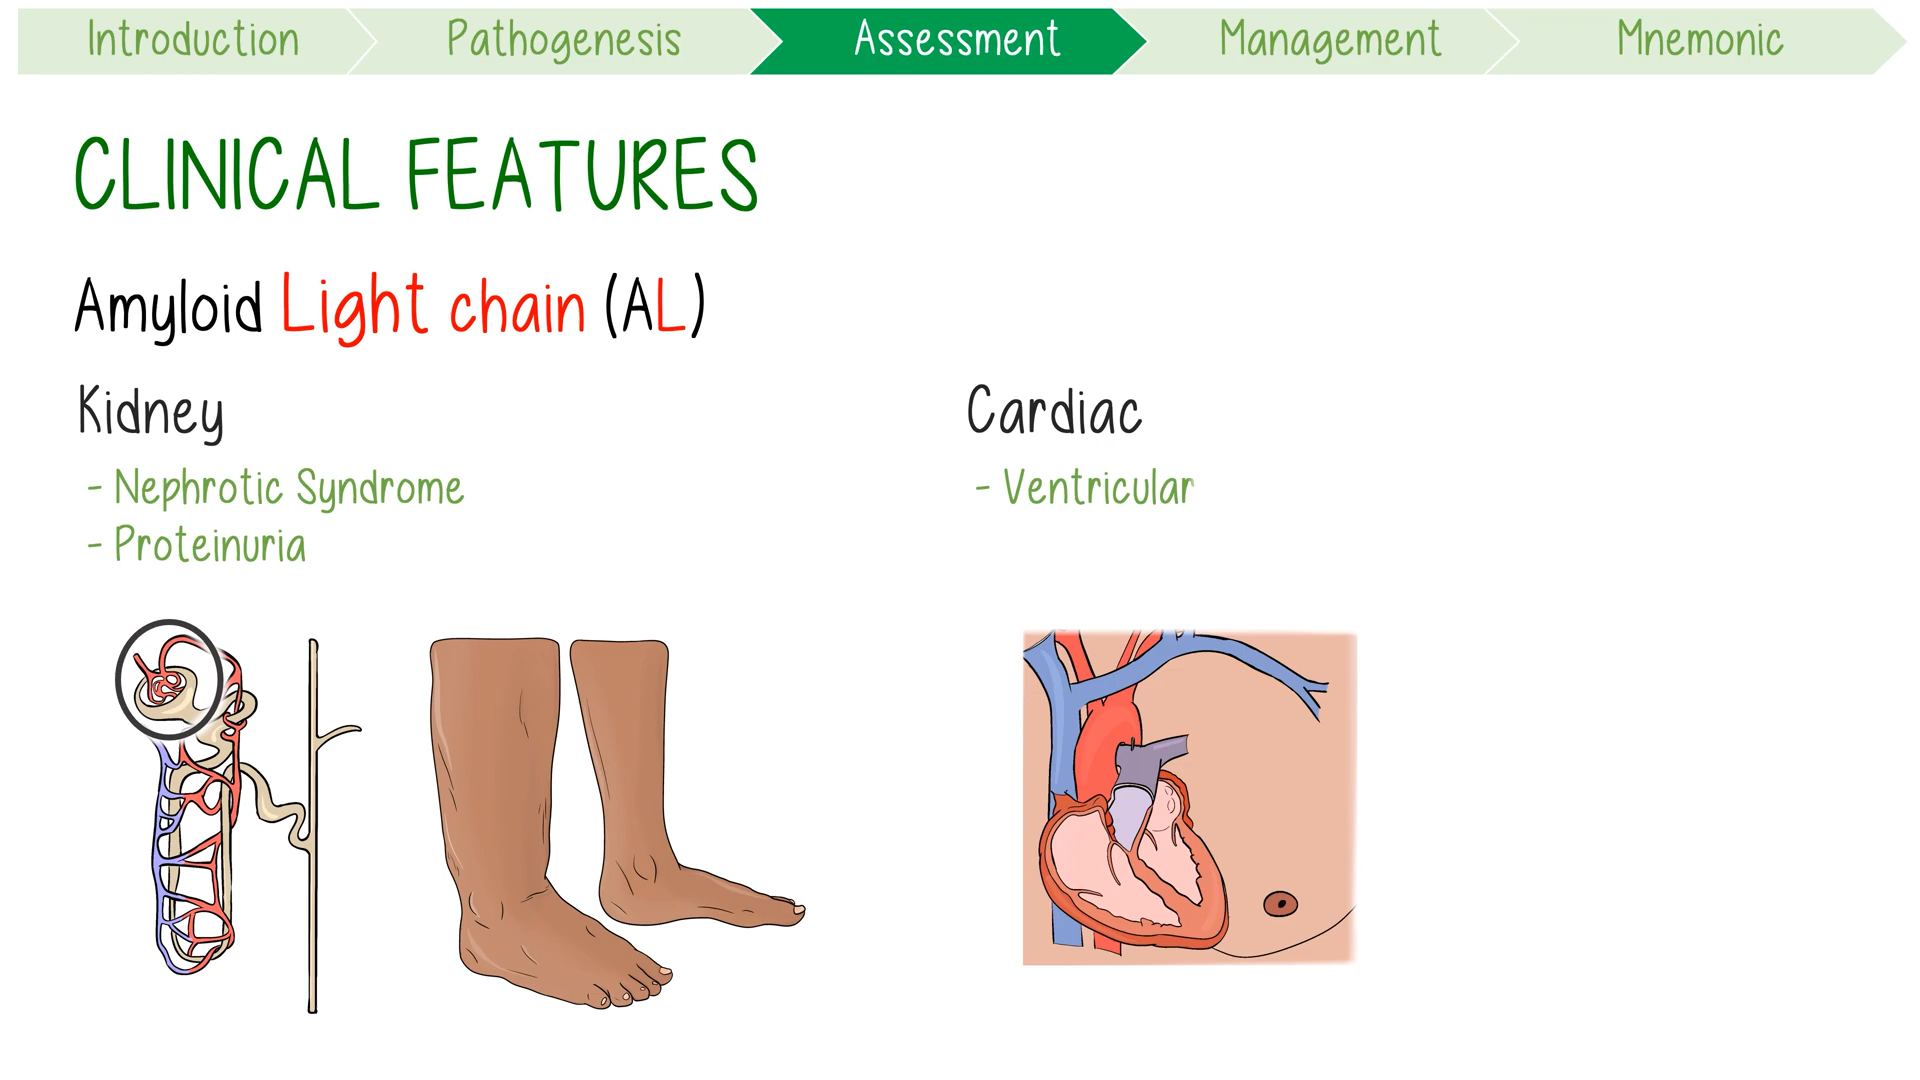 Introduction
Pathogenesis
Assessment
Management
Mnemonic
CLINICAL FEATURES
Amyloid Light chain (AL)
Kidney
- Nephrotic Syndrome
- Proteinuria
Cardiac
- Ventricular